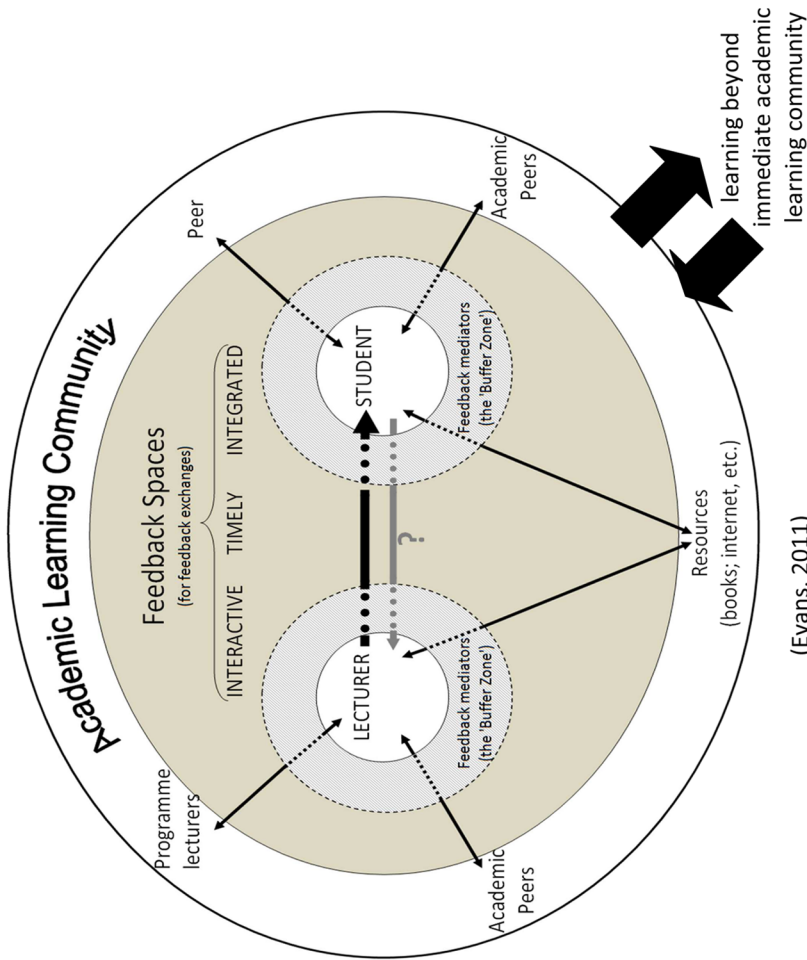 Academic Learning Community
Feedback Spaces
(for feedback exchanges)
INTERACTIVE TIMELY INTEGRATED
Programme
lecturers
Peer
LECTURER
STUDENT
?
Feedback mediators
(the 'Buffer Zone')
Feedback mediators
(the 'Buffer Zone')
Academic
Peers
Academic
Peers
Resources
(books; internet, etc.)
learning beyond
immediate academic
learning community
(Evans, 2011)